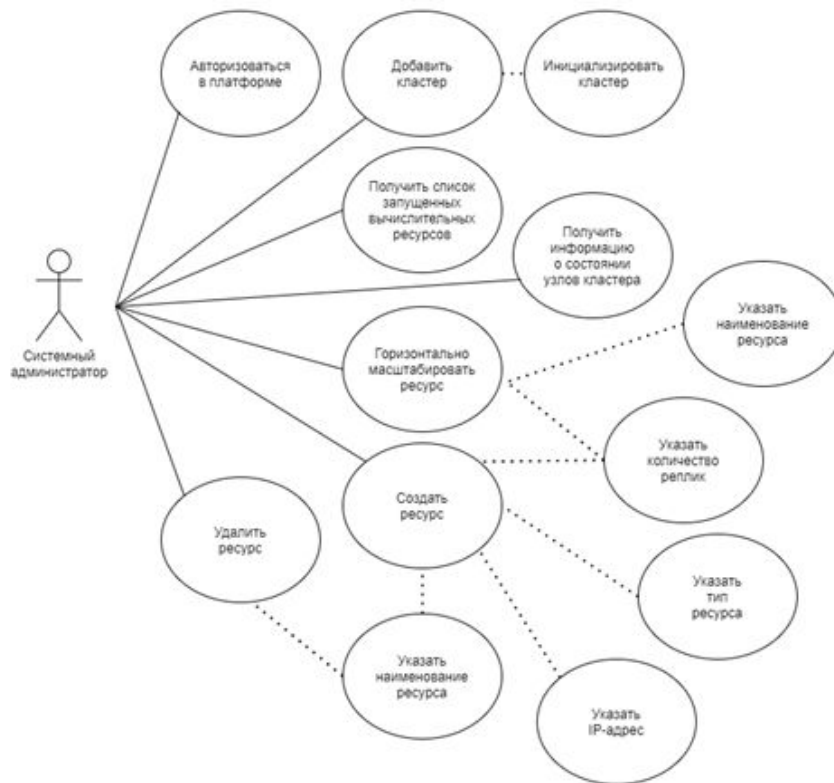 Авторизоваться
в платформе
Добавить
кластер
Инициализировать
кластер
Получить список
запущенных
вычислительных
ресурсов
Получить
информацию
о состоянии
узлов кластера
Указать
наименование
ресурса
Системный
администратор
Горизонтально
масштабировать
ресурс
Указать
количество
реплик
Создать
ресурс
Удалить
ресурс
Указать
тип
ресурса
Указать
наименование
ресурса
Указать
IP-адрес